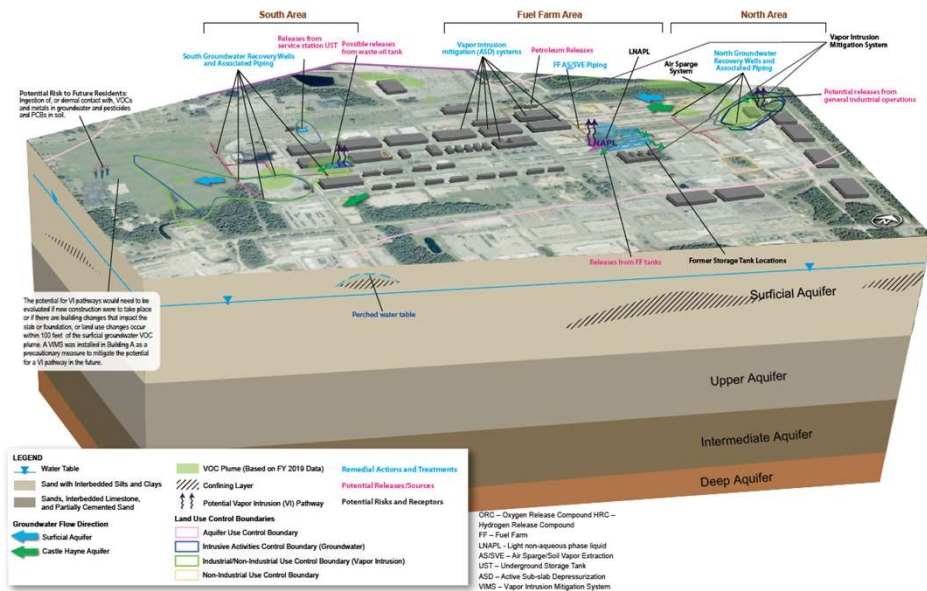 South Area
Fuel Farm Area
North Area
Releases from
service station UST
Possible releases
from waste oil tank
South Groundwater Recovery Wells
and Associated Piping
Vapor intrusion
mitigation (ASD) systems
Petroleum Releases
FF AS/SVE Piping
LNAPL
Air Sparge
System
North Groundwater
Recovery Wells and
Associated Piping
Vapor Intrusion
Mitigation System
Potential releases from
general industrial operations
Potential Risk to Future Residents:
Ingestion of, or dermal contact with, VOCs
and metals in groundwater and pesticides
and PCBs in soil.
LNAPL
Releases from FF tanks
Former Storage Tank Locations
Perched water table
The potential for VI pathways would need to be
evaluated if new construction were to take place
or if there are building changes that impact the
slab or foundation, or land use changes occur
within 100 feet of the surficial groundwater VOC
plume. A VIMS was installed in Building A as a
precautionary measure to mitigate the potential
for a VI pathway in the future.
Surficial Aquifer
Upper Aquifer
Intermediate Aquifer
Deep Aquifer
LEGEND
Water Table
Sand with Interbedded Silts and Clays
Sands, Interbedded Limestone,
and Partially Cemented Sand
Groundwater Flow Direction
Surficial Aquifer
Castle Hayne Aquifer
VOC Plume (Based on FY 2019 Data)
Confining Layer
Potential Vapor Intrusion (VI) Pathway
Land Use Control Boundaries
Aquifer Use Control Boundary
Intrusive Activities Control Boundary (Groundwater)
Industrial/Non-Industrial Use Control Boundary (Vapor Intrusion)
Non-Industrial Use Control Boundary
Remedial Actions and Treatments
Potential Releases/Sources
Potential Risks and Receptors
ORC – Oxygen Release Compound HRC –
Hydrogen Release Compound
FF – Fuel Farm
LNAPL - Light non-aqueous phase liquid
AS/SVE – Air Sparge/Soil Vapor Extraction
UST – Underground Storage Tank
ASD – Active Sub-slab Depressurization
VIMS – Vapor Intrusion Mitigation System